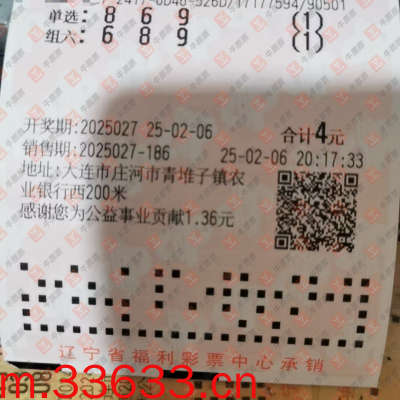 单选: 8 6 9 (1)
组六: 6 8 9 (1)
开奖期:2025027 25-02-06 合计4元
销售期:2025027-186 25-02-06 20:17:33
地址:大连市庄河市青堆子镇农
业银行西200米
感谢您为公益事业贡献1.36元
辽宁省福利彩票中心承销
m.33633.cn